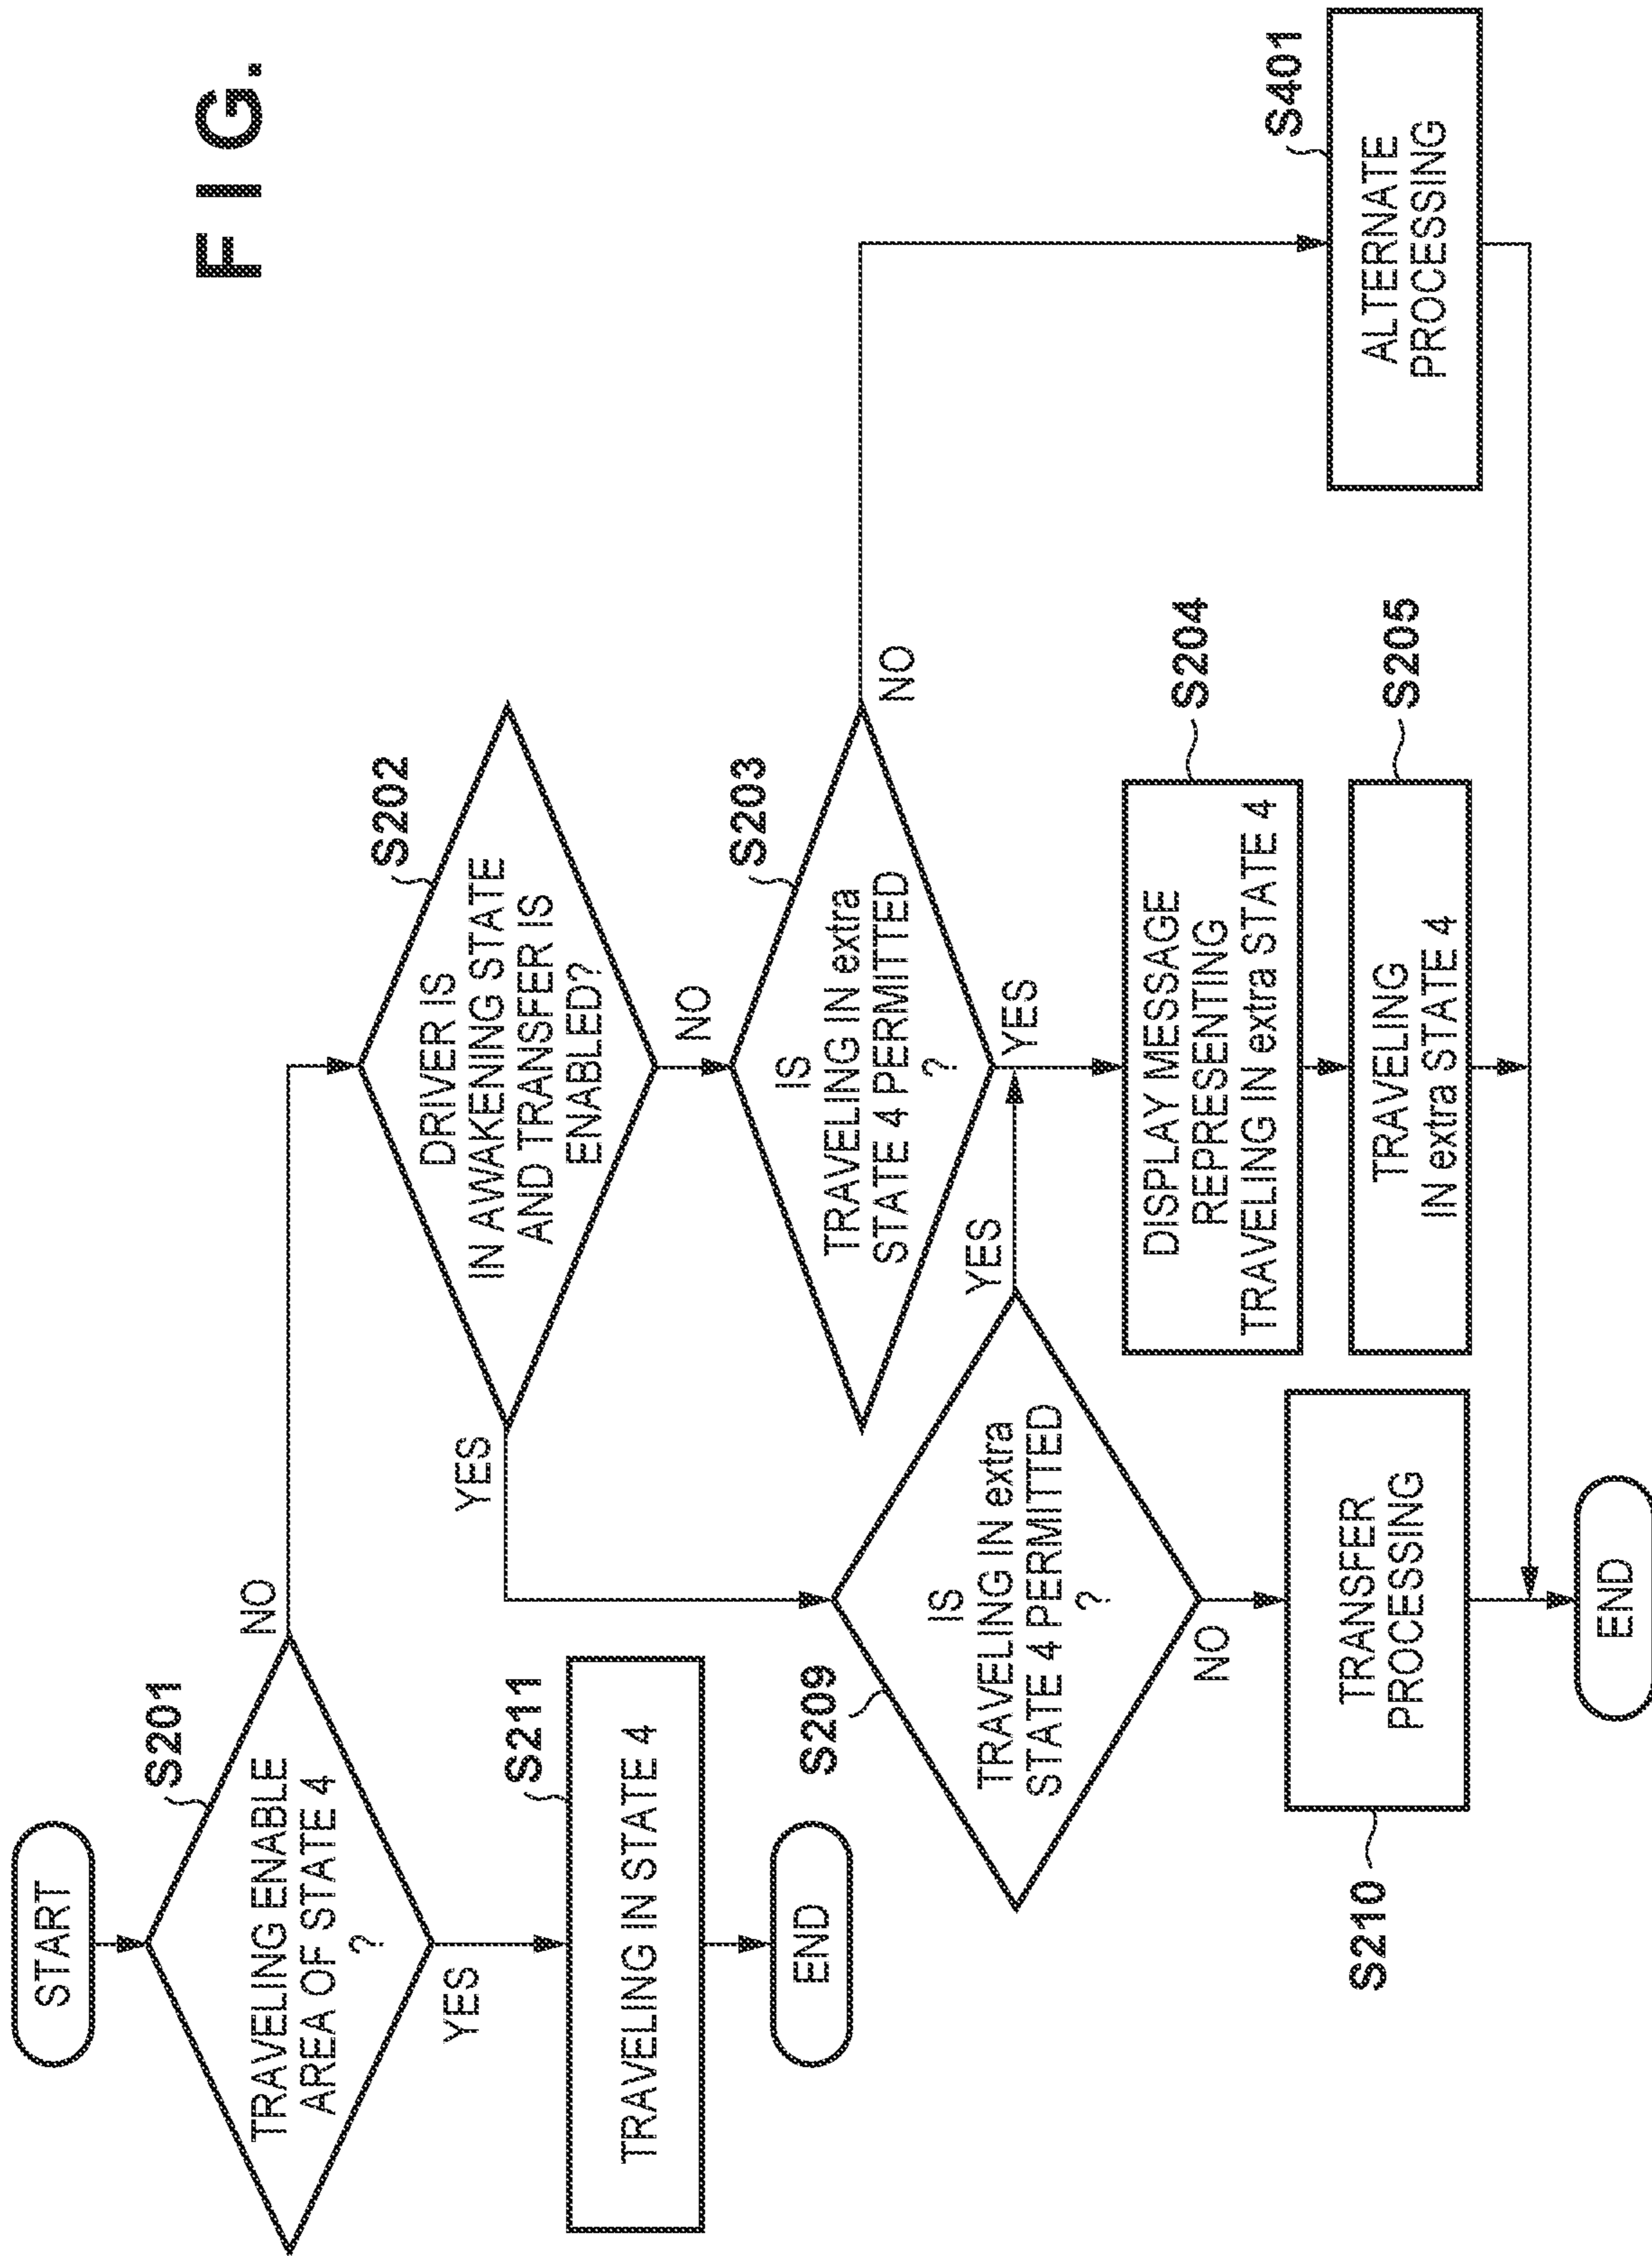 FIG.
START
S201
TRAVELING ENABLE
AREA OF STATE 4
?
NO
YES
S211
TRAVELING IN STATE 4
END
S202
DRIVER IS
IN AWAKENING STATE
AND TRANSFER IS
ENABLED?
YES
NO
S203
IS
TRAVELING IN extra
STATE 4 PERMITTED
?
NO
YES
S209
IS
TRAVELING IN extra
STATE 4 PERMITTED
?
YES
NO
S204
DISPLAY MESSAGE
REPRESENTING
TRAVELING IN extra STATE 4
S205
TRAVELING
IN extra STATE 4
S210
TRANSFER
PROCESSING
S401
ALTERNATE
PROCESSING
END